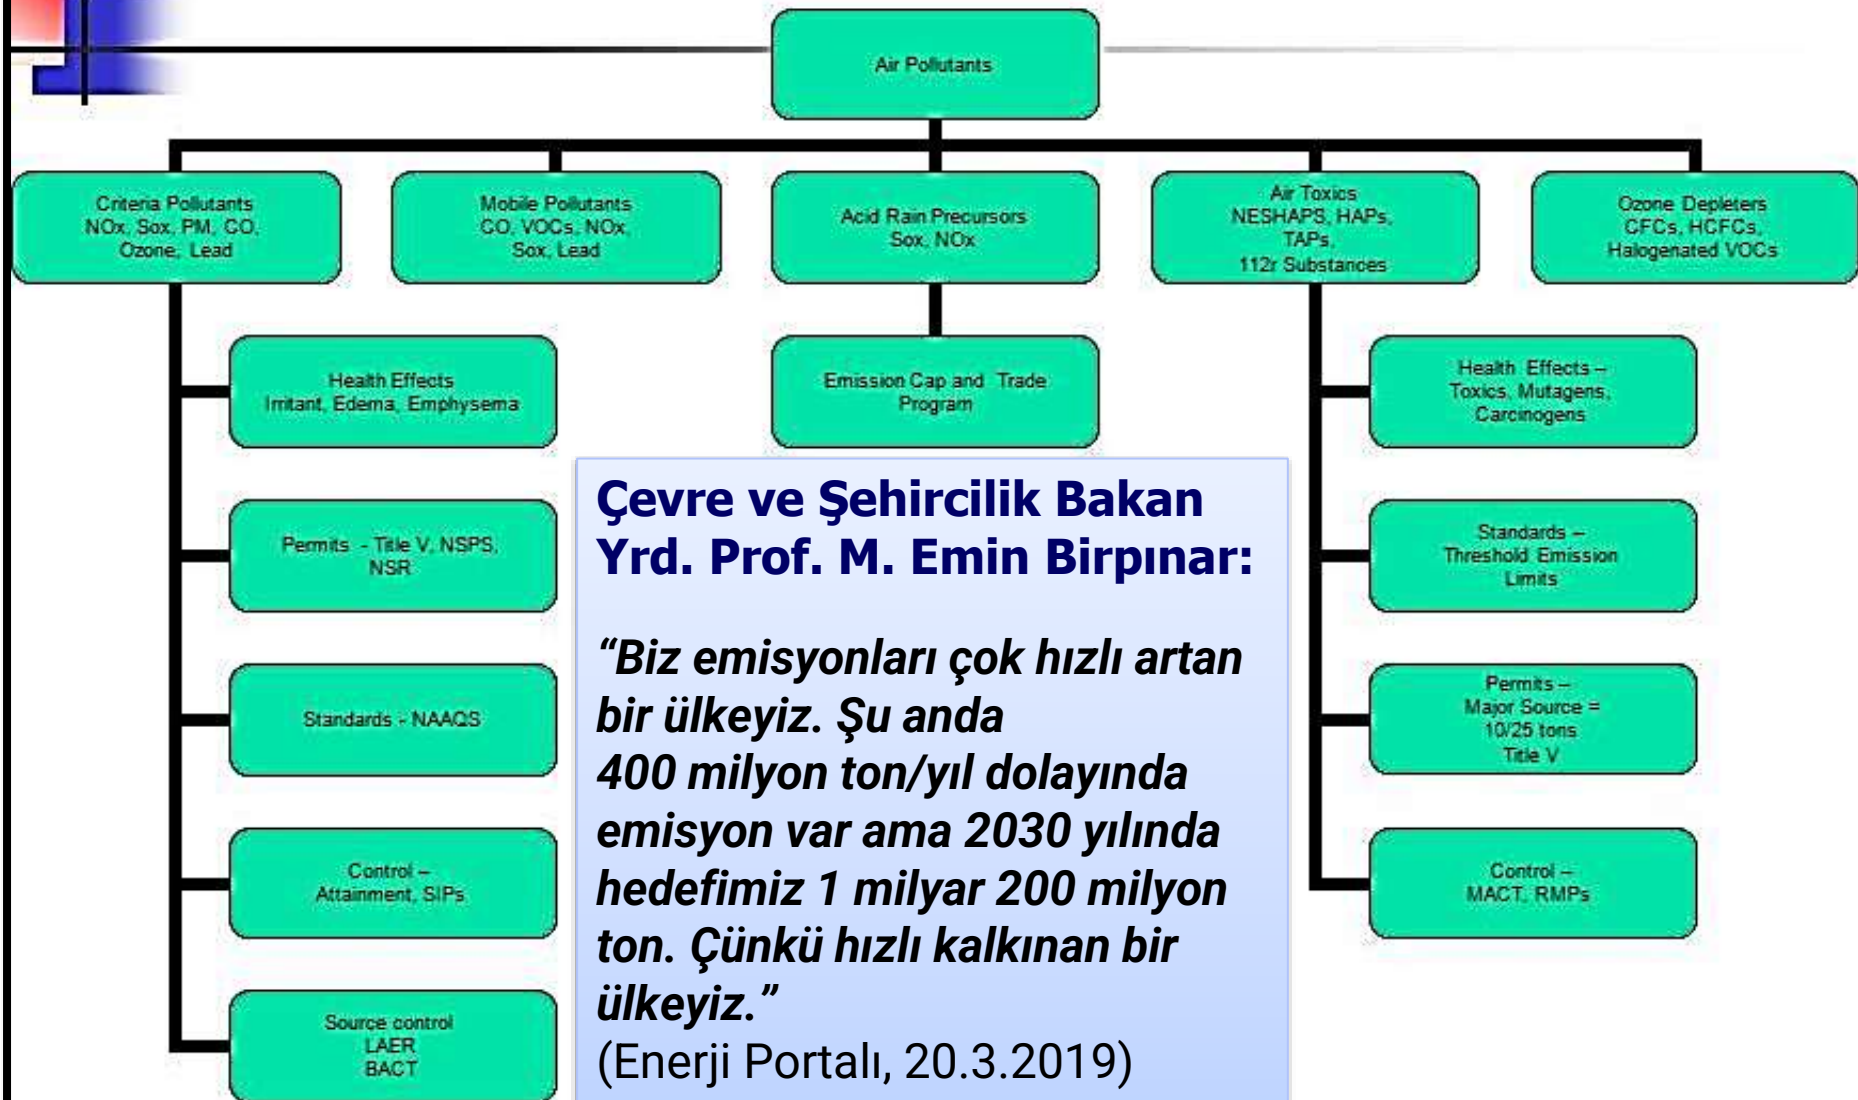 Air Pollutants
Criteria Pollutants
NOx, Sox, PM, CO,
Ozone, Lead
Mobile Pollutants
CO, VOCs, NOx,
Sox, Lead
Acid Rain Precursors
Sox, NOx
Air Toxics
NESHAPS, HAPs,
TAPs,
112r Substances
Ozone Depleters
CFCs, HCFCs,
Halogenated VOCs
Health Effects
Irritant, Edema, Emphysema
Permits - Title V, NSPS,
NSR
Standards - NAAQS
Control –
Attainment, SIPs
Source control
LAER
BACT
Emission Cap and Trade
Program
Health Effects –
Toxics, Mutagens,
Carcinogens
Standards –
Threshold Emission
Limits
Permits –
Major Source =
10/25 tons
Title V
Control –
MACT, RMPs
Çevre ve Şehircilik Bakan
Yrd. Prof. M. Emin Birpınar:
“Biz emisyonları çok hızlı artan
bir ülkeyiz. Şu anda
400 milyon ton/yıl dolayında
emisyon var ama 2030 yılında
hedefimiz 1 milyar 200 milyon
ton. Çünkü hızlı kalkınan bir
ülkeyiz.”
(Enerji Portalı, 20.3.2019)